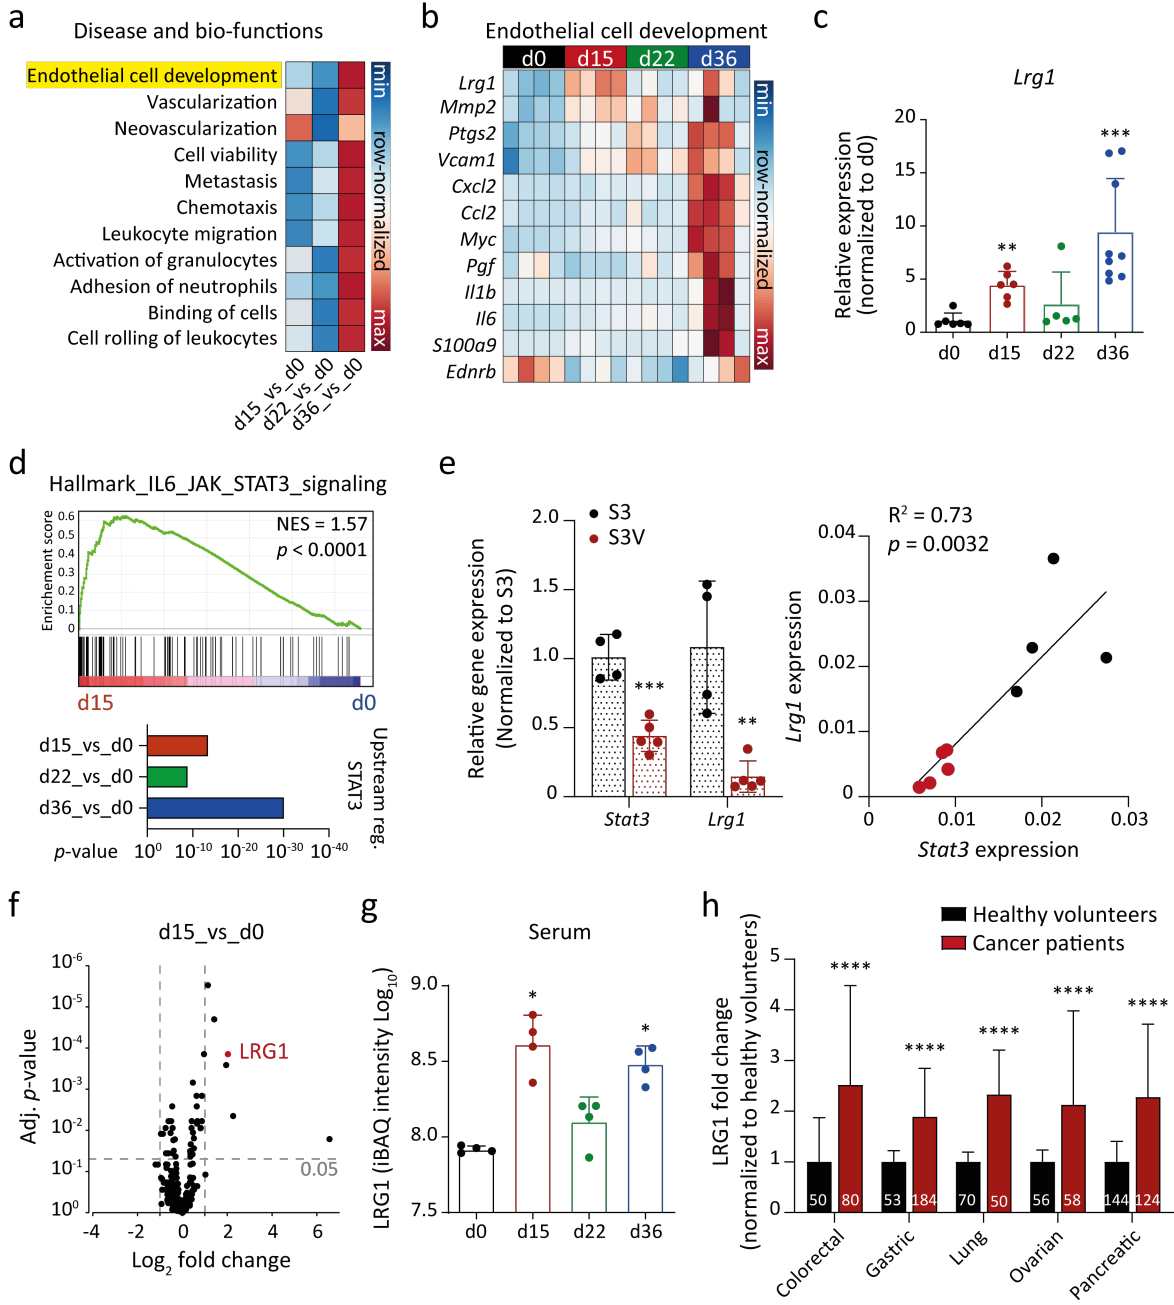 a
Disease and bio-functions
Endothelial cell development
Vascularization
Neovascularization
Cell viability
Metastasis
Chemotaxis
Leukocyte migration
Activation of granulocytes
Adhesion of neutrophils
Binding of cells
Cell rolling of leukocytes
d15_vs_d0
d22_vs_d0
d36_vs_d0
min
row-normalized
max
b
Endothelial cell development
d0 d15 d22 d36
Lrg1
Mmp2
Ptgs2
Vcam1
Cxcl2
Ccl2
Myc
Pgf
Il1b
Il6
S100a9
Ednrb
min
row-normalized
max
c
Lrg1
Relative expression
(normalized to d0)
20
15
10
5
0
**
***
d0 d15 d22 d36
d
Hallmark_IL6_JAK_STAT3_signaling
Enrichement score
0.6
0.5
0.4
0.3
0.2
0.1
0
NES = 1.57
p < 0.0001
d15 d0
d15_vs_d0
d22_vs_d0
d36_vs_d0
p-value 10⁰ 10⁻¹⁰ 10⁻²⁰ 10⁻³⁰ 10⁻⁴⁰
Upstream reg.
STAT3
e
S3
S3V
Relative gene expression
(Normalized to S3)
2.0
1.5
1.0
0.5
0
***
**
Stat3 Lrg1
R² = 0.73
p = 0.0032
Lrg1 expression
0.04
0.03
0.02
0.01
0
0 0.01 0.02 0.03
Stat3 expression
f
d15_vs_d0
Adj. p-value
10⁻⁶
10⁻⁵
10⁻⁴
10⁻³
10⁻²
10⁻¹
10⁰
LRG1
0.05
-4 -2 0 2 4 6
Log₂ fold change
g
Serum
LRG1 (iBAQ intensity Log₁₀)
9.0
8.5
8.0
7.5
*
*
d0 d15 d22 d36
h
Healthy volunteers
Cancer patients
LRG1 fold change
(normalized to healthy volunteers)
5
4
3
2
1
0
****
****
****
****
****
50 80 53 184 70 50 56 58 144 124
Colorectal
Gastric
Lung
Ovarian
Pancreatic